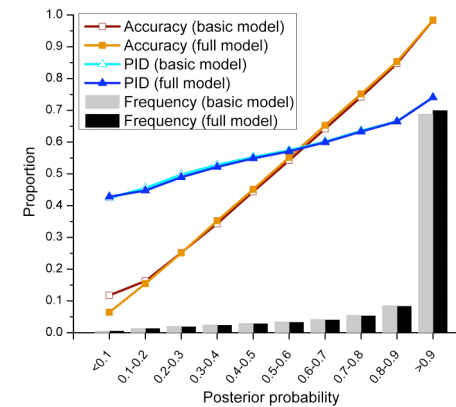 1.0
0.9
0.8
0.7
0.6
0.5
0.4
0.3
0.2
0.1
0.0
Proportion
Accuracy (basic model)
Accuracy (full model)
PID (basic model)
PID (full model)
Frequency (basic model)
Frequency (full model)
<0.1
0.1-0.2
0.2-0.3
0.3-0.4
0.4-0.5
0.5-0.6
0.6-0.7
0.7-0.8
0.8-0.9
>0.9
Posterior probability